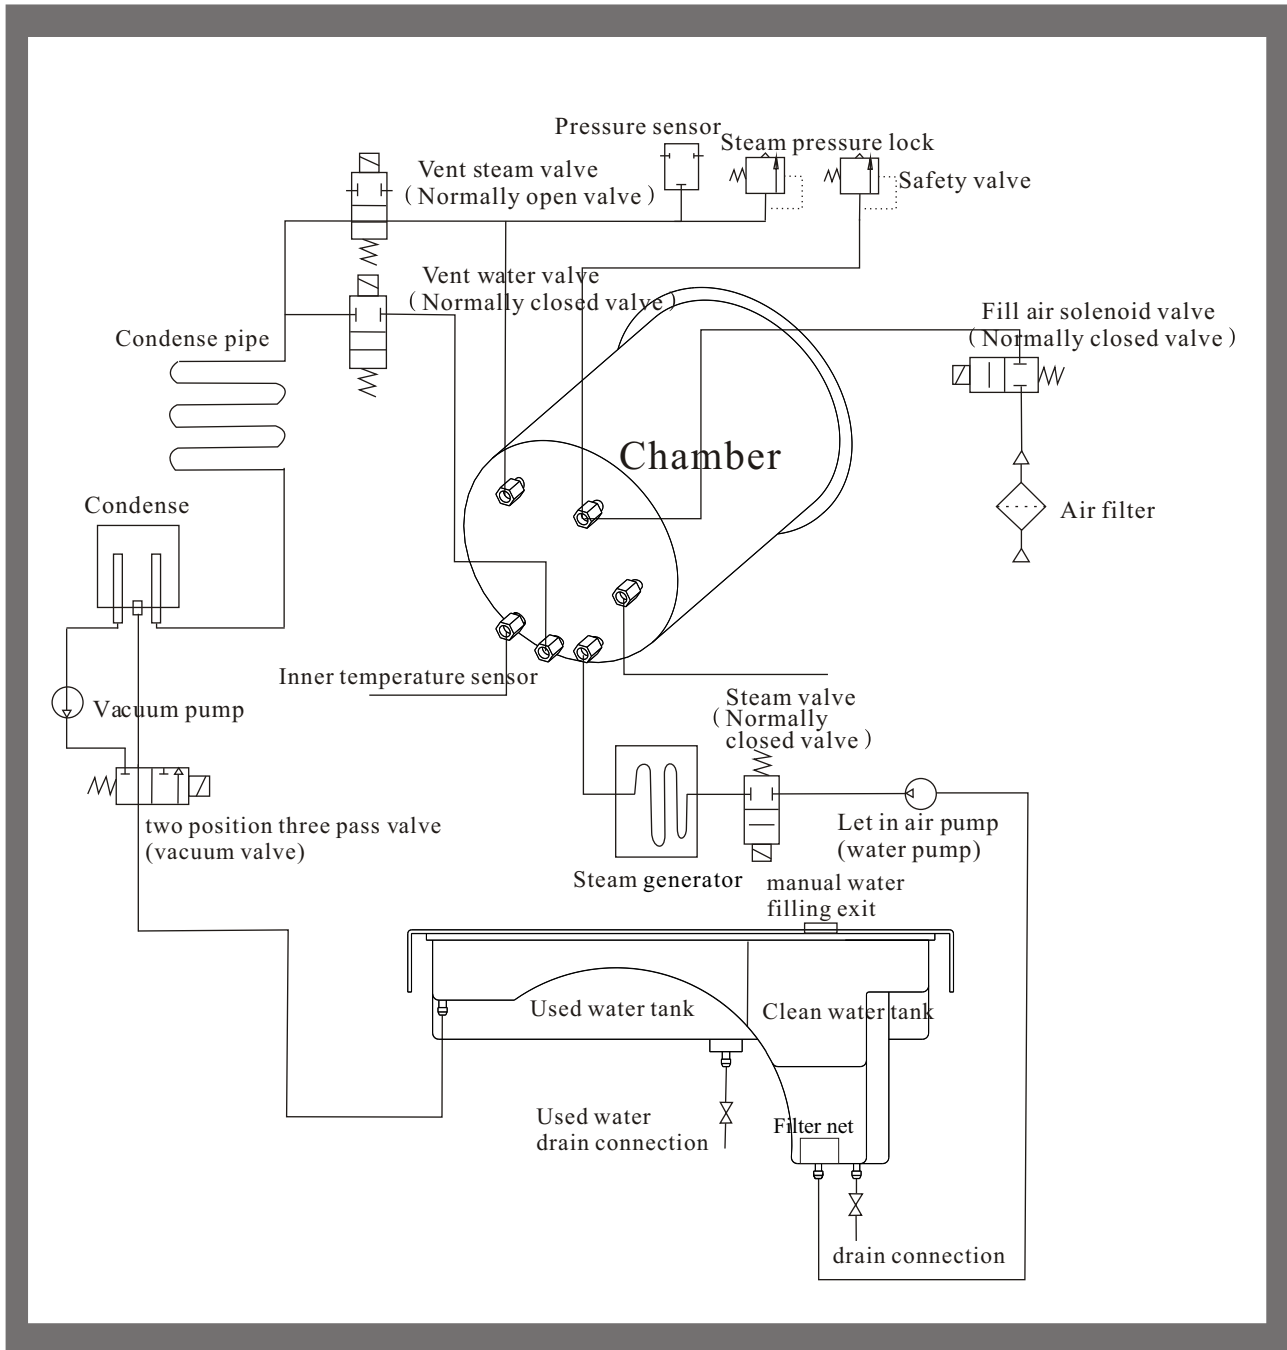 Pressure sensor
Steam pressure lock
Vent steam valve
(Normally open valve)
Safety valve
Vent water valve
(Normally closed valve)
Fill air solenoid valve
(Normally closed valve)
Condense pipe
Chamber
Condense
Air filter
Inner temperature sensor
Steam valve
(Normally
closed valve)
Vacuum pump
two position three pass valve
(vacuum valve)
Let in air pump
(water pump)
Steam generator
manual water
filling exit
Used water tank
Clean water tank
Used water
drain connection
Filter net
drain connection